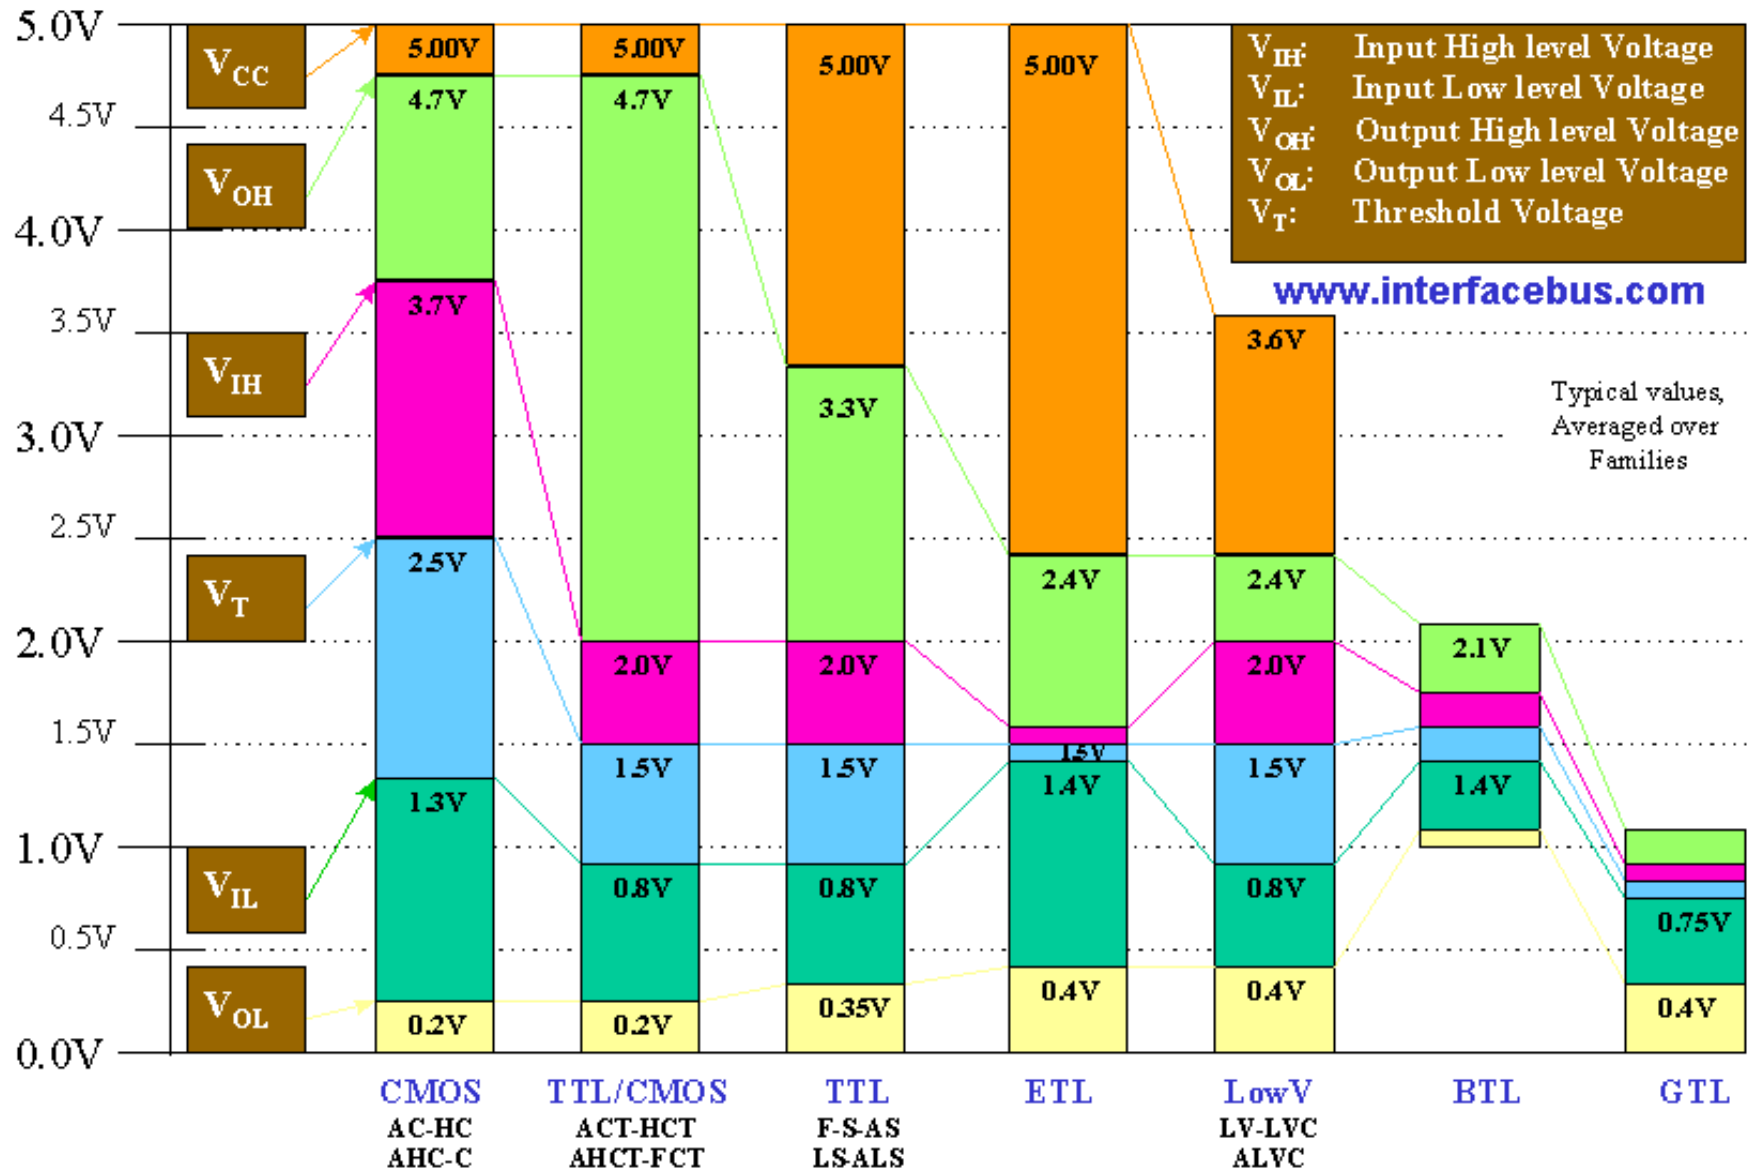 5.0V
4.5V
4.0V
3.5V
3.0V
2.5V
2.0V
1.5V
1.0V
0.5V
0.0V
VCC
VOH
VIH
VT
VIL
VOL
5.00V
4.7V
3.7V
2.5V
1.3V
0.2V
CMOS
AC-HC
AHC-C
5.00V
4.7V
2.0V
1.5V
0.8V
0.2V
TTL/CMOS
ACT-HCT
AHCT-FCT
5.00V
3.3V
2.0V
1.5V
0.8V
0.35V
TTL
F-S-AS
LS-ALS
5.00V
2.4V
1.5V
1.4V
0.4V
ETL
3.6V
2.4V
2.0V
1.5V
0.8V
0.4V
LowV
LV-LVC
ALVC
2.1V
1.4V
BTL
0.75V
0.4V
GTL
VIH: Input High level Voltage
VIL: Input Low level Voltage
VOH: Output High level Voltage
VOL: Output Low level Voltage
VT: Threshold Voltage
www.interfacebus.com
Typical values,
Averaged over
Families